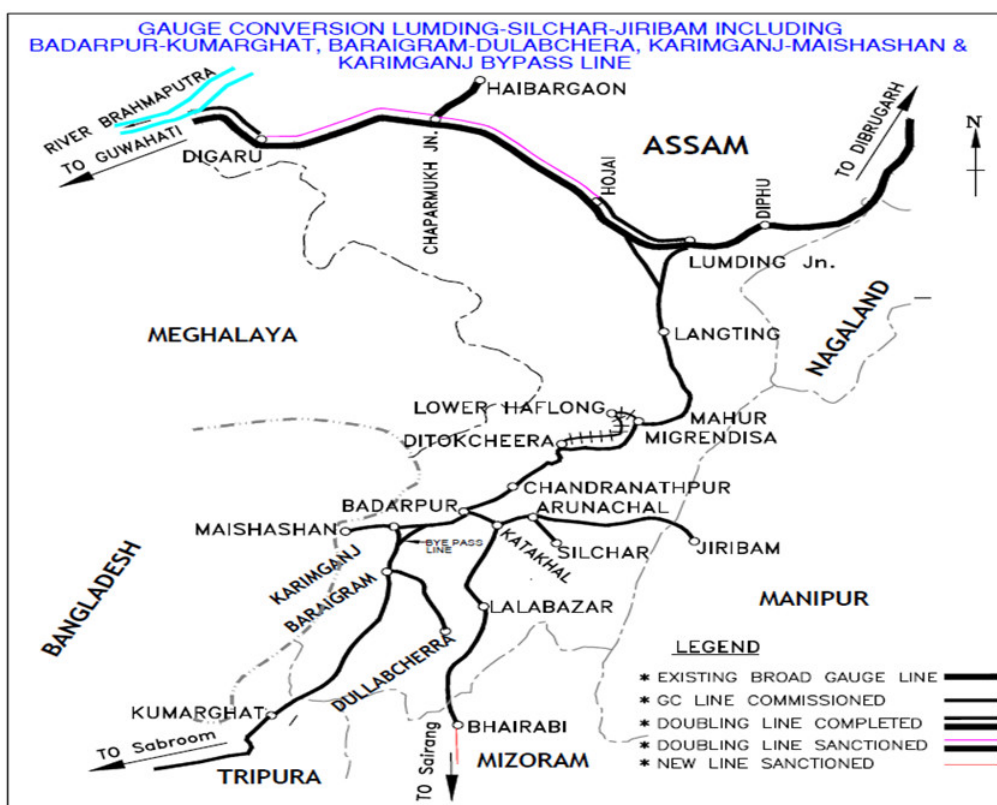 GAUGE CONVERSION LUMDING-SILCHAR-JIRIBAM INCLUDING
BADARPUR-KUMARGHAT, BARAIGRAM-DULABCHERA, KARIMGANJ-MAISHASHAN &
KARIMGANJ BYPASS LINE
RIVER BRAHMAPUTRA
TO GUWAHATI
DIGARU
HAIBARGAON
CHAPARMUKH JN.
ASSAM
HOJAI
DIPHU
TO DIBRUGARH
N
LUMDING Jn.
MEGHALAYA
LANGTING
NAGALAND
LOWER HAFLONG
MAHUR
MIGRENDISA
DITOKCHEERA
CHANDRANATHPUR
BADARPUR
ARUNACHAL
MAISHASHAN
BYE PASS
LINE
KATAKHAL
SILCHAR
JIRIBAM
KARIMGANJ
BANGLADESH
BARAIGRAM
LALABAZAR
MANIPUR
DULLABCHERRA
KUMARGHAT
BHAIRABI
TO Sabroom
TRIPURA
TO Sairang
MIZORAM
LEGEND
* EXISTING BROAD GAUGE LINE
* GC LINE COMMISSIONED
* DOUBLING LINE COMPLETED
* DOUBLING LINE SANCTIONED
* NEW LINE SANCTIONED